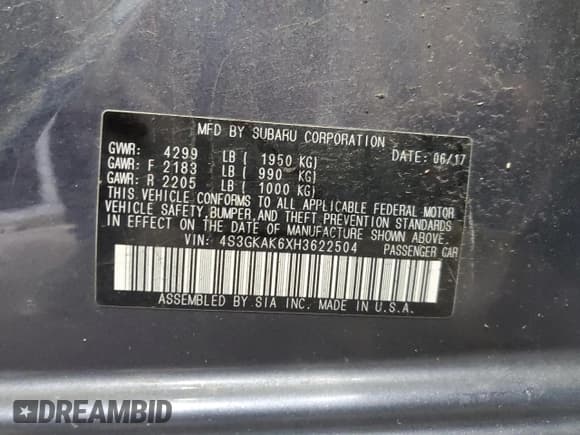 MFD BY SUBARU CORPORATION
GVWR: 4299 LB ( 1950 KG) DATE: 06/17
GAWR: F 2183 LB ( 990 KG)
GAWR: R 2205 LB ( 1000 KG)
THIS VEHICLE CONFORMS TO ALL APPLICABLE FEDERAL MOTOR
VEHICLE SAFETY,BUMPER,AND THEFT PREVENTION STANDARDS
IN EFFECT ON THE DATE OF MANUFACTURE SHOWN ABOVE.
VIN: 4S3GKAK6XH3622504 PASSENGER CAR
ASSEMBLED BY SIA INC. MADE IN U.S.A.
DREAMBID